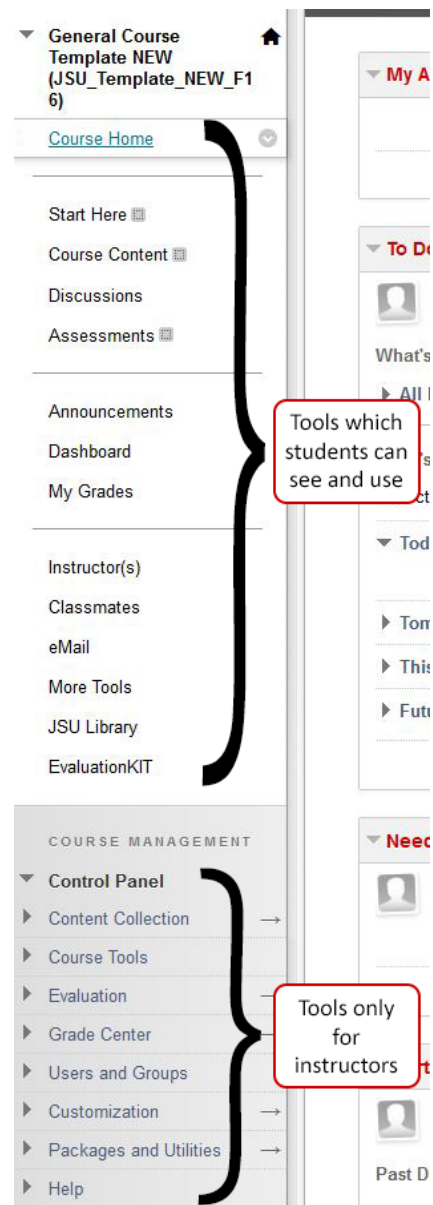 General Course
Template NEW
(JSU_Template_NEW_F1
6)
Course Home
Start Here
Course Content
Discussions
Assessments
Announcements
Dashboard
My Grades
Instructor(s)
Classmates
eMail
More Tools
JSU Library
EvaluationKIT
COURSE MANAGEMENT
Control Panel
Content Collection
Course Tools
Evaluation
Grade Center
Users and Groups
Customization
Packages and Utilities
Help
Tools which
students can
see and use
Tools only
for
instructors
My A
To Do
What's
All
Tod
Tom
This
Futu
Need
Past D